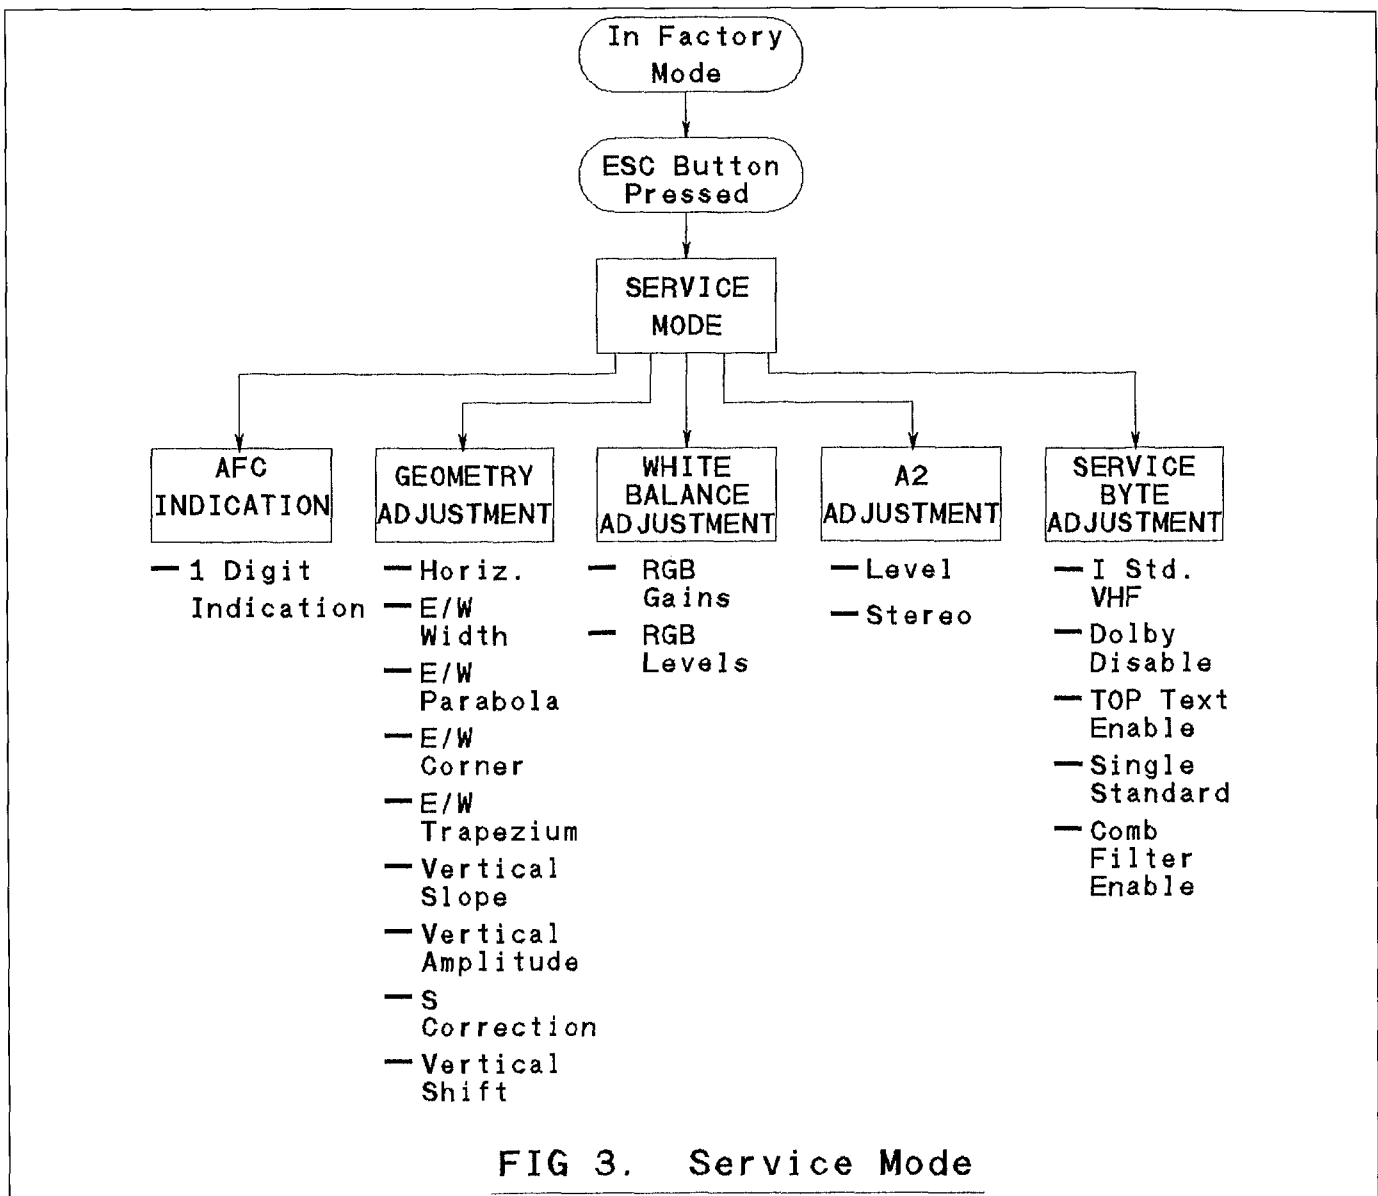 In Factory
Mode
ESC Button
Pressed
SERVICE
MODE
AFC
INDICATION
1 Digit
Indication
GEOMETRY
ADJUSTMENT
Horiz.
E/W
Width
E/W
Parabola
E/W
Corner
E/W
Trapezium
Vertical
Slope
Vertical
Amplitude
S
Correction
Vertical
Shift
WHITE
BALANCE
ADJUSTMENT
RGB
Gains
RGB
Levels
A2
ADJUSTMENT
Level
Stereo
SERVICE
BYTE
ADJUSTMENT
I Std.
VHF
Dolby
Disable
TOP Text
Enable
Single
Standard
Comb
Filter
Enable
FIG 3. Service Mode